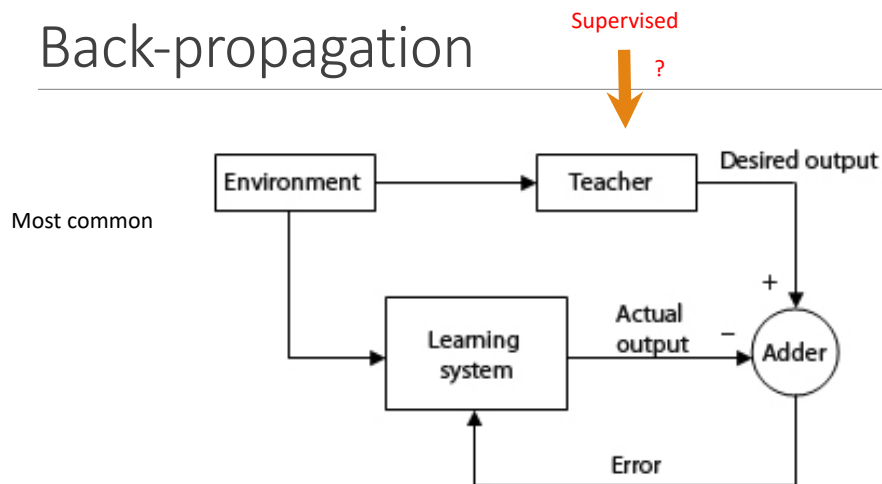 Supervised
Back-propagation
?
Desired output
Environment
Teacher
Most common
+
Actual
output
−
Learning
system
Adder
Error